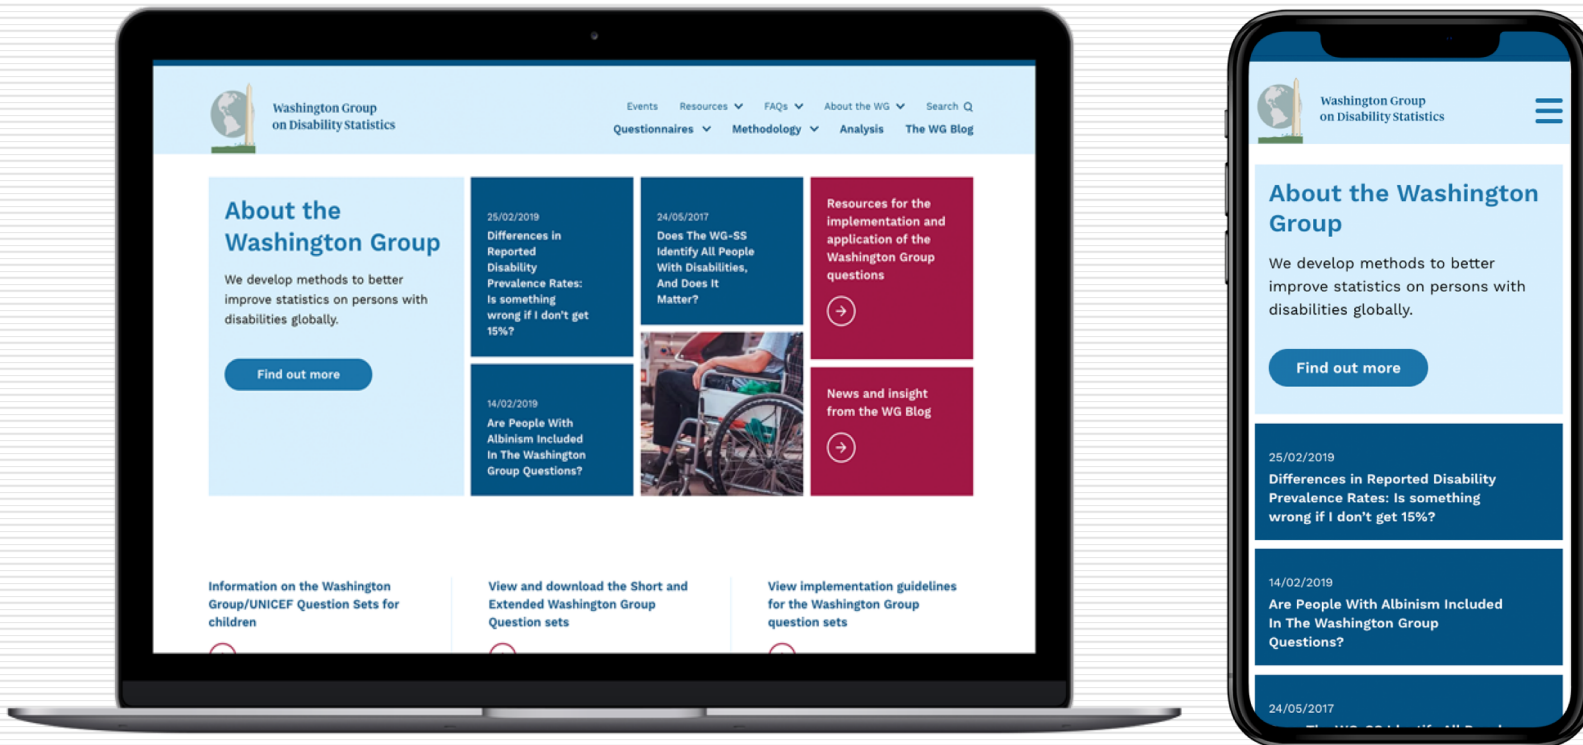 Washington Group
on Disability Statistics
Events Resources FAQs About the WG Search
Questionnaires Methodology Analysis The WG Blog
About the
Washington Group
We develop methods to better
improve statistics on persons with
disabilities globally.
Find out more
25/02/2019
Differences in
Reported
Disability
Prevalence Rates:
Is something
wrong if I don't get
15%?
14/02/2019
Are People With
Albinism Included
In The Washington
Group Questions?
24/05/2017
Does The WG-SS
Identify All People
With Disabilities,
And Does It
Matter?
Resources for the
implementation and
application of the
Washington Group
questions
News and insight
from the WG Blog
Information on the Washington
Group/UNICEF Question Sets for
children
View and download the Short and
Extended Washington Group
Question sets
View implementation guidelines
for the Washington Group
question sets
Washington Group
on Disability Statistics
About the Washington
Group
We develop methods to better
improve statistics on persons with
disabilities globally.
Find out more
25/02/2019
Differences in Reported Disability
Prevalence Rates: Is something
wrong if I don't get 15%?
14/02/2019
Are People With Albinism Included
In The Washington Group
Questions?
24/05/2017